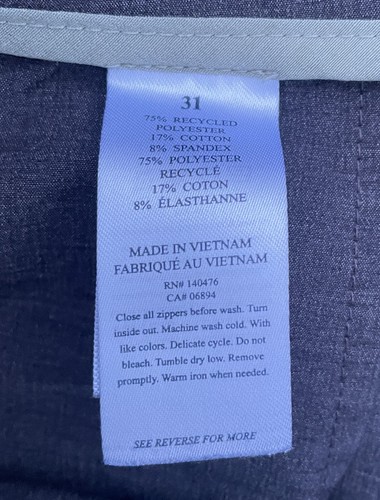 31
75% RECYCLED
POLYESTER
17% COTTON
8% SPANDEX
75% POLYESTER
RECYCLÉ
17% COTON
8% ÉLASTHANNE
MADE IN VIETNAM
FABRIQUÉ AU VIETNAM
RN# 140476
CA# 06894
Close all zippers before wash. Turn
inside out. Machine wash cold. With
like colors. Delicate cycle. Do not
bleach. Tumble dry low. Remove
promptly. Warm iron when needed.
SEE REVERSE FOR MORE